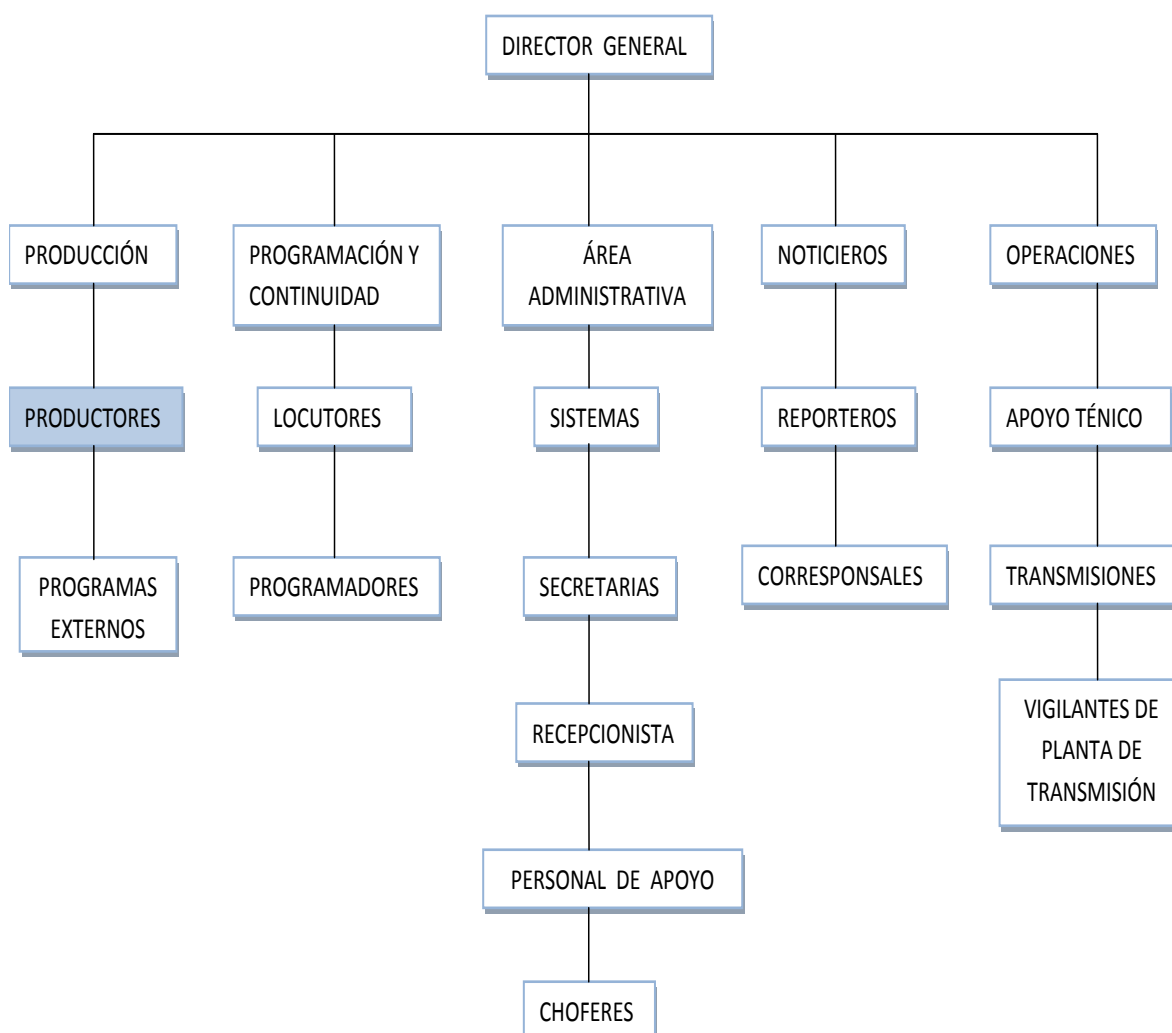 DIRECTOR GENERAL
PRODUCCIÓN
PROGRAMACIÓN Y
CONTINUIDAD
ÁREA
ADMINISTRATIVA
NOTICIEROS
OPERACIONES
PRODUCTORES
LOCUTORES
SISTEMAS
REPORTEROS
APOYO TÉNICO
PROGRAMAS
EXTERNOS
PROGRAMADORES
SECRETARIAS
CORRESPONSALES
TRANSMISIONES
RECEPCIONISTA
VIGILANTES DE
PLANTA DE
TRANSMISIÓN
PERSONAL DE APOYO
CHOFERES